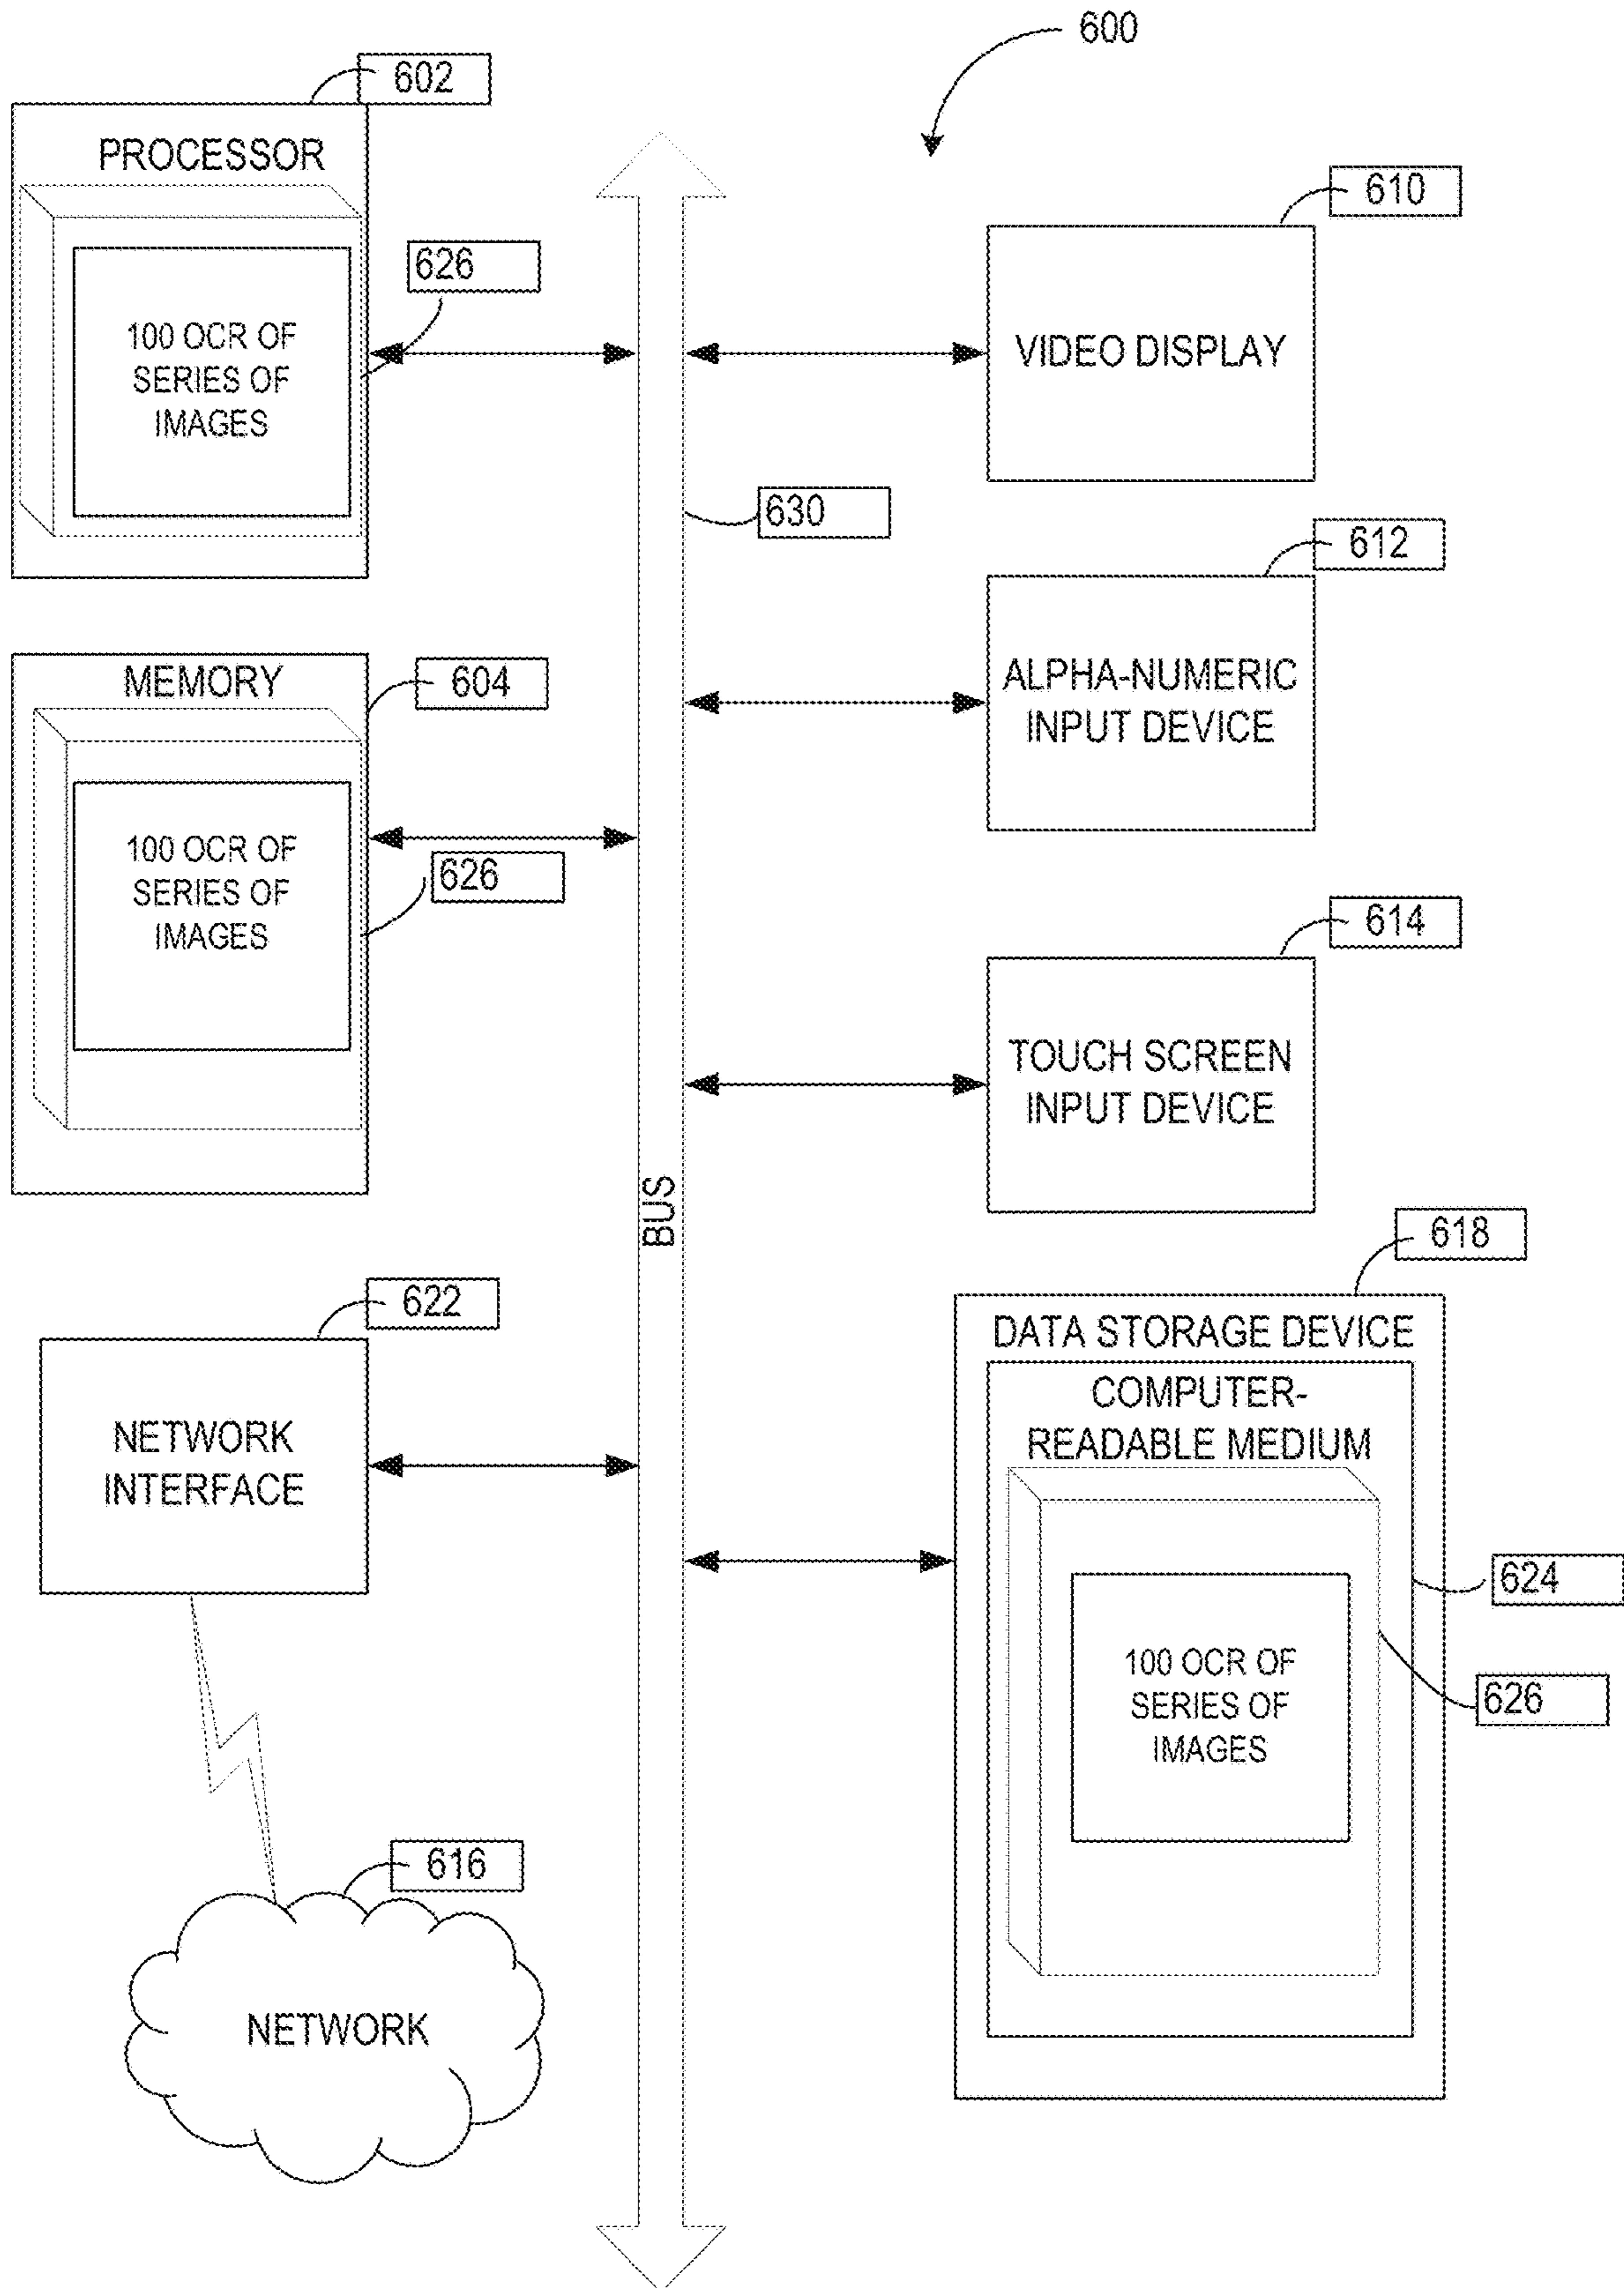 600
602
PROCESSOR
626
100 OCR OF
SERIES OF
IMAGES
610
VIDEO DISPLAY
630
612
ALPHA-NUMERIC
INPUT DEVICE
MEMORY
604
100 OCR OF
SERIES OF
IMAGES
626
614
TOUCH SCREEN
INPUT DEVICE
BUS
622
NETWORK
INTERFACE
618
DATA STORAGE DEVICE
COMPUTER-
READABLE MEDIUM
624
100 OCR OF
SERIES OF
IMAGES
626
616
NETWORK